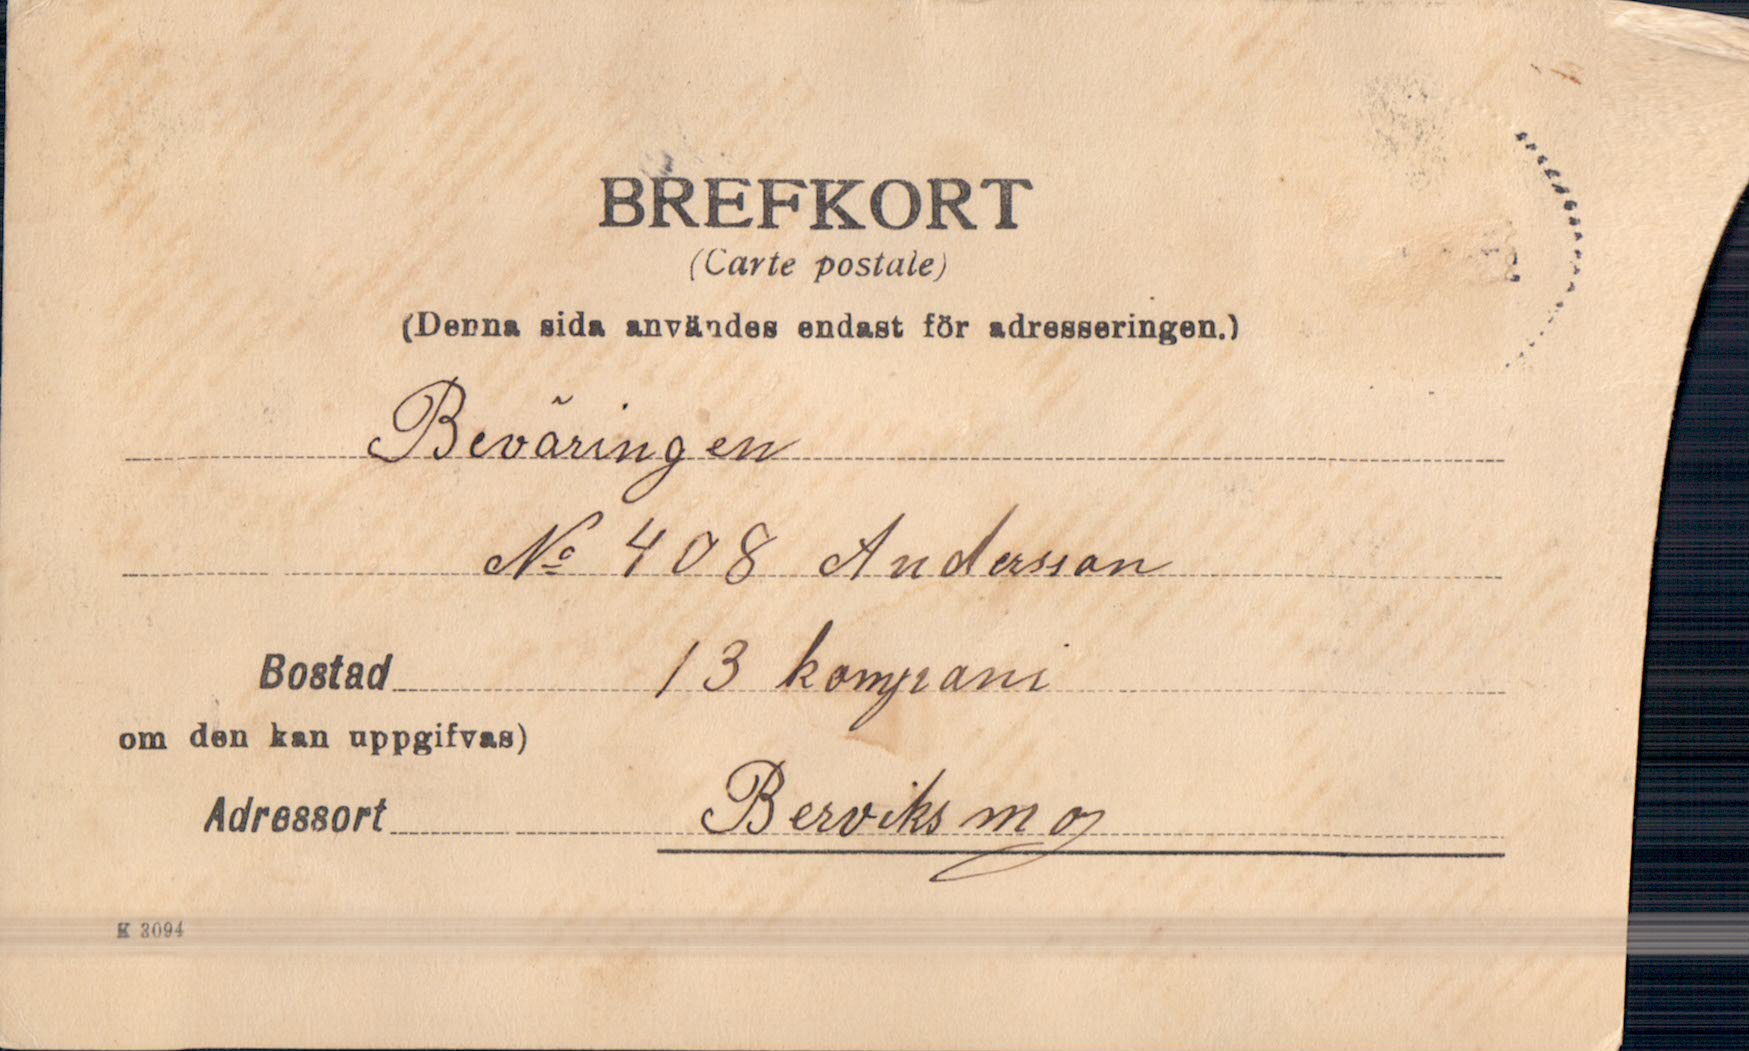 BREFKORT
(Carte postale)
(Denna sida användes endast för adresseringen.)
Beväringen
No 408 Andersson
Bostad 13 kompani
om den kan uppgifvas)
Adressort Berviksmo
K 3094